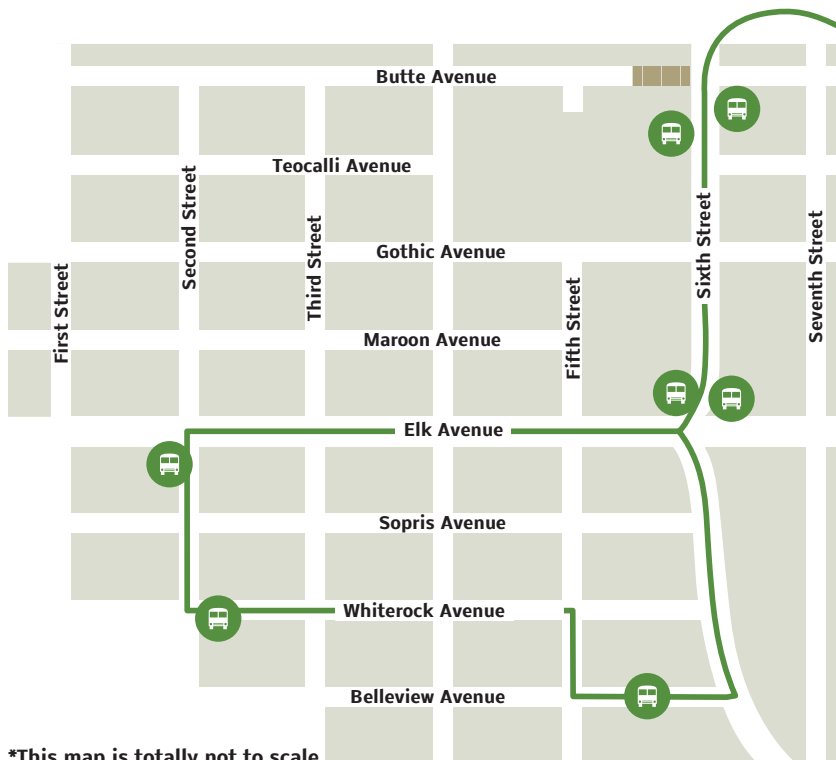 Butte Avenue
Teocalli Avenue
Second Street
Third Street
Gothic Avenue
Sixth Street
Seventh Street
First Street
Fifth Street
Maroon Avenue
Elk Avenue
Sopris Avenue
Whiterock Avenue
Belleview Avenue
*This map is totally not to scale